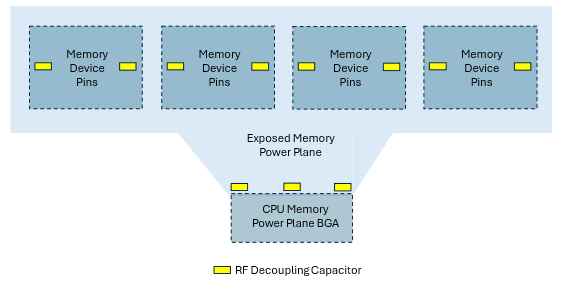 Memory
Device
Pins
Memory
Device
Pins
Memory
Device
Pins
Memory
Device
Pins
Exposed Memory
Power Plane
CPU Memory
Power Plane BGA
RF Decoupling Capacitor